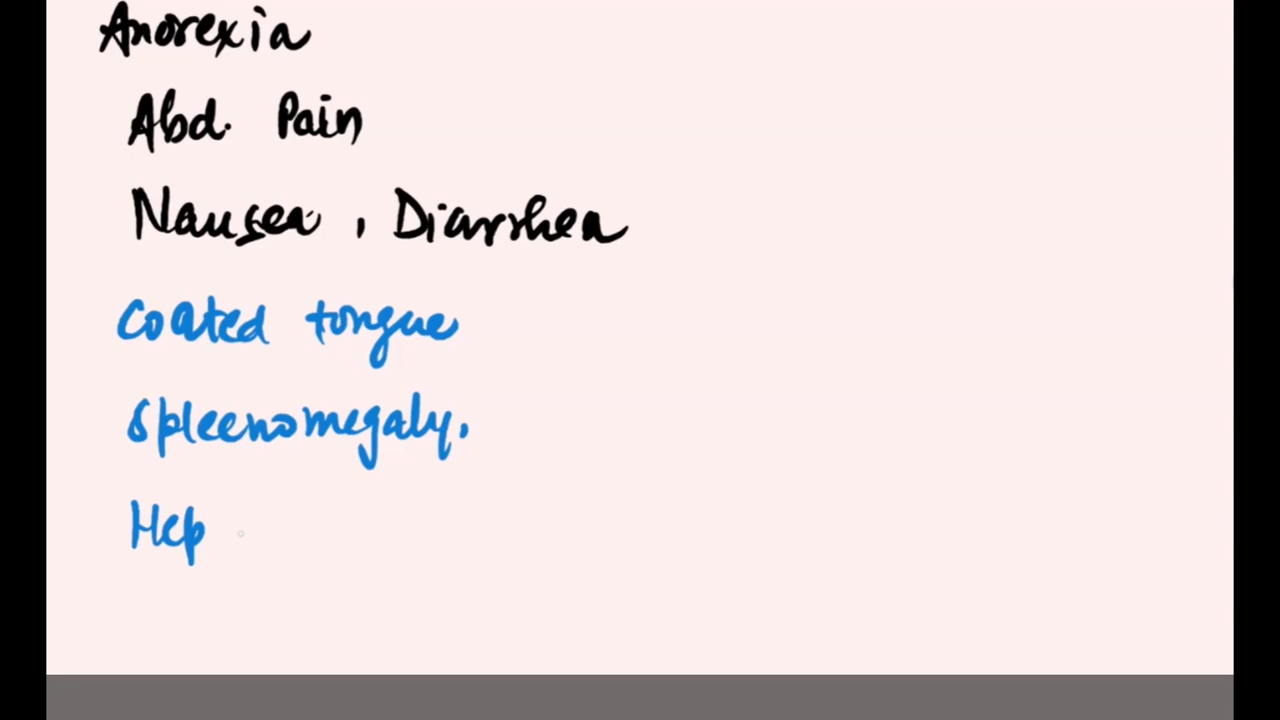 Anorexia
Abd. Pain
Nausea, Diarrhea
Coated tongue
Spleenomegaly.
Hep